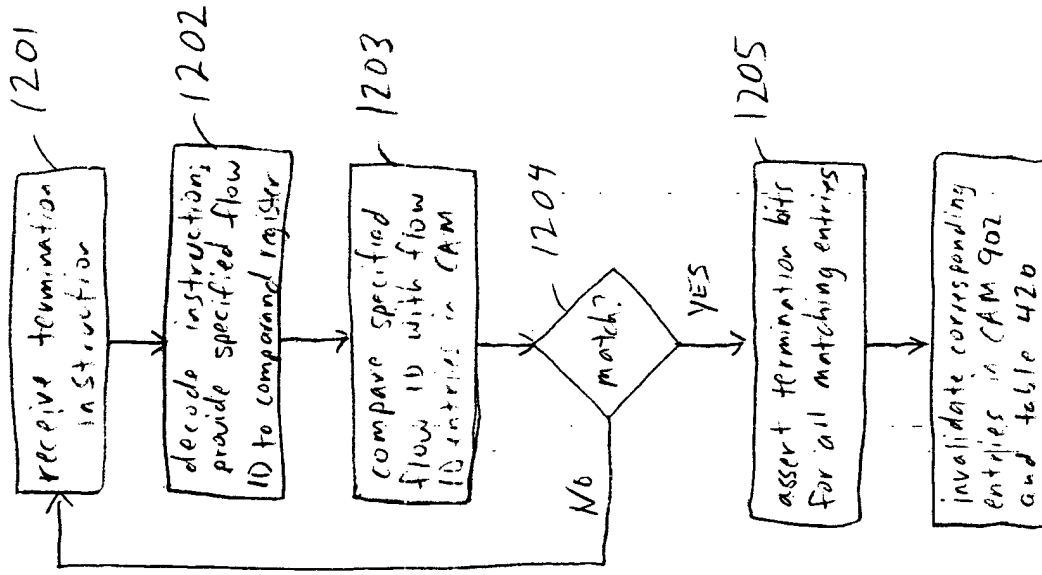 1201
receive termination
instruction
1202
decode instruction;
provide specified flow
ID to comparand register
1203
compare specified
flow ID with flow
ID entries in CAM
1204
match?
NO
YES
1205
assert termination bits
for all matching entries
invalidate corresponding
entries in CAM 902
and table 420